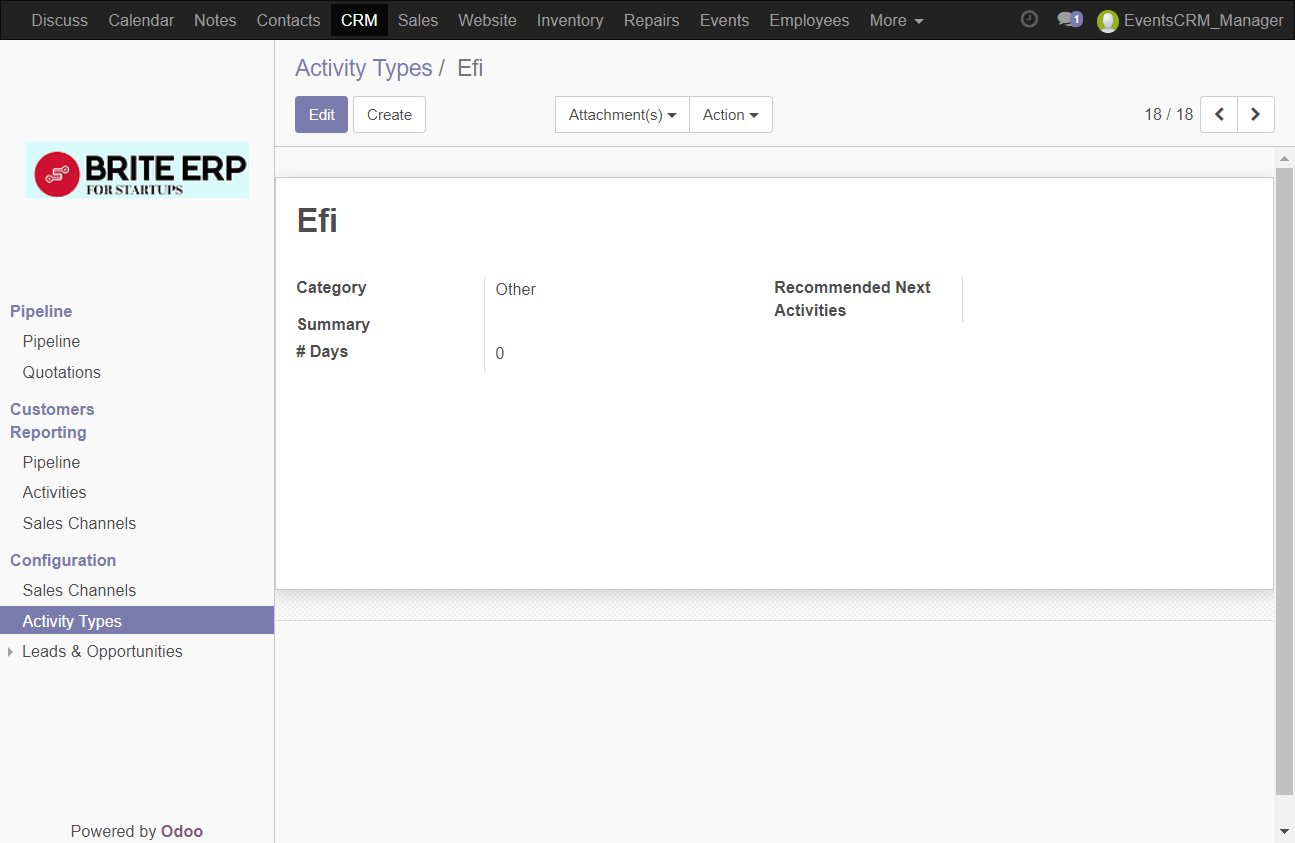 Discuss Calendar Notes Contacts CRM Sales Website Inventory Repairs Events Employees More 1 EventsCRM_Manager
Activity Types / Efi
Edit Create Attachment(s) Action 18 / 18
BRITE ERP
FOR STARTUPS
Pipeline
Pipeline
Quotations
Customers
Reporting
Pipeline
Activities
Sales Channels
Configuration
Sales Channels
Activity Types
Leads & Opportunities
Powered by Odoo
Efi
Category Other
Summary
# Days 0
Recommended Next
Activities